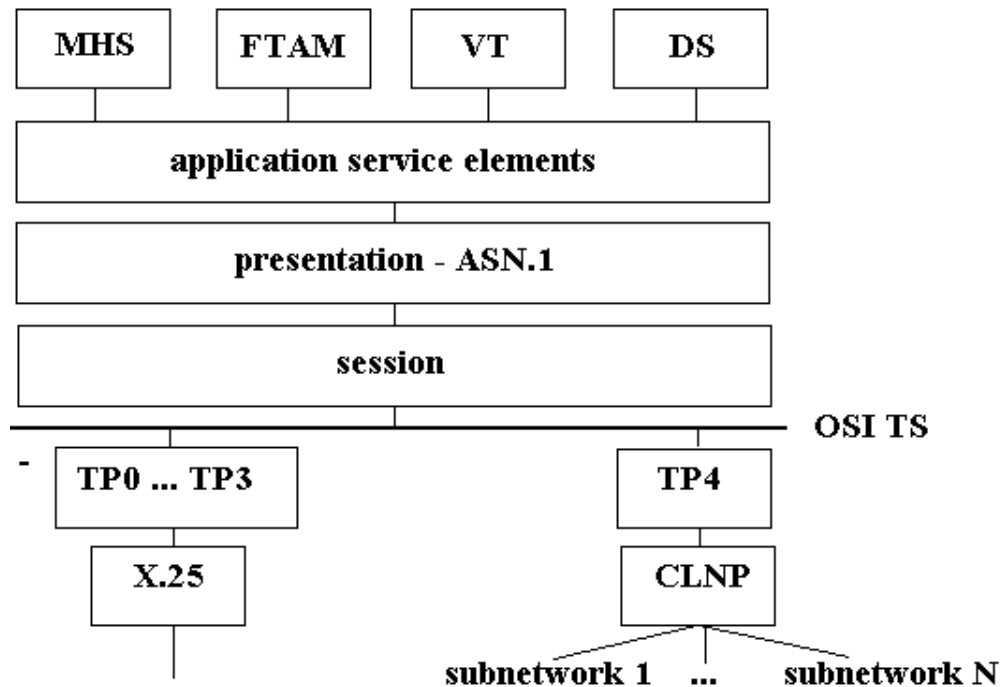 MHS FTAM VT DS
application service elements
presentation - ASN.1
session
OSI TS
-
TP0 ... TP3 TP4
X.25 CLNP
subnetwork 1 ... subnetwork N